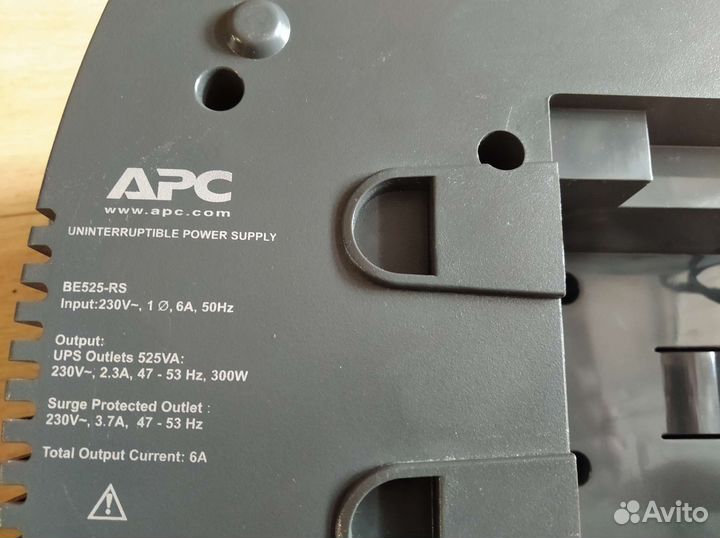 APC
www.apc.com
UNINTERRUPTIBLE POWER SUPPLY
BE525-RS
Input:230V~, 1 Ø, 6A, 50Hz
Output:
UPS Outlets 525VA:
230V~, 2.3A, 47 - 53 Hz, 300W
Surge Protected Outlet :
230V~, 3.7A, 47 - 53 Hz
Total Output Current: 6A
Avito